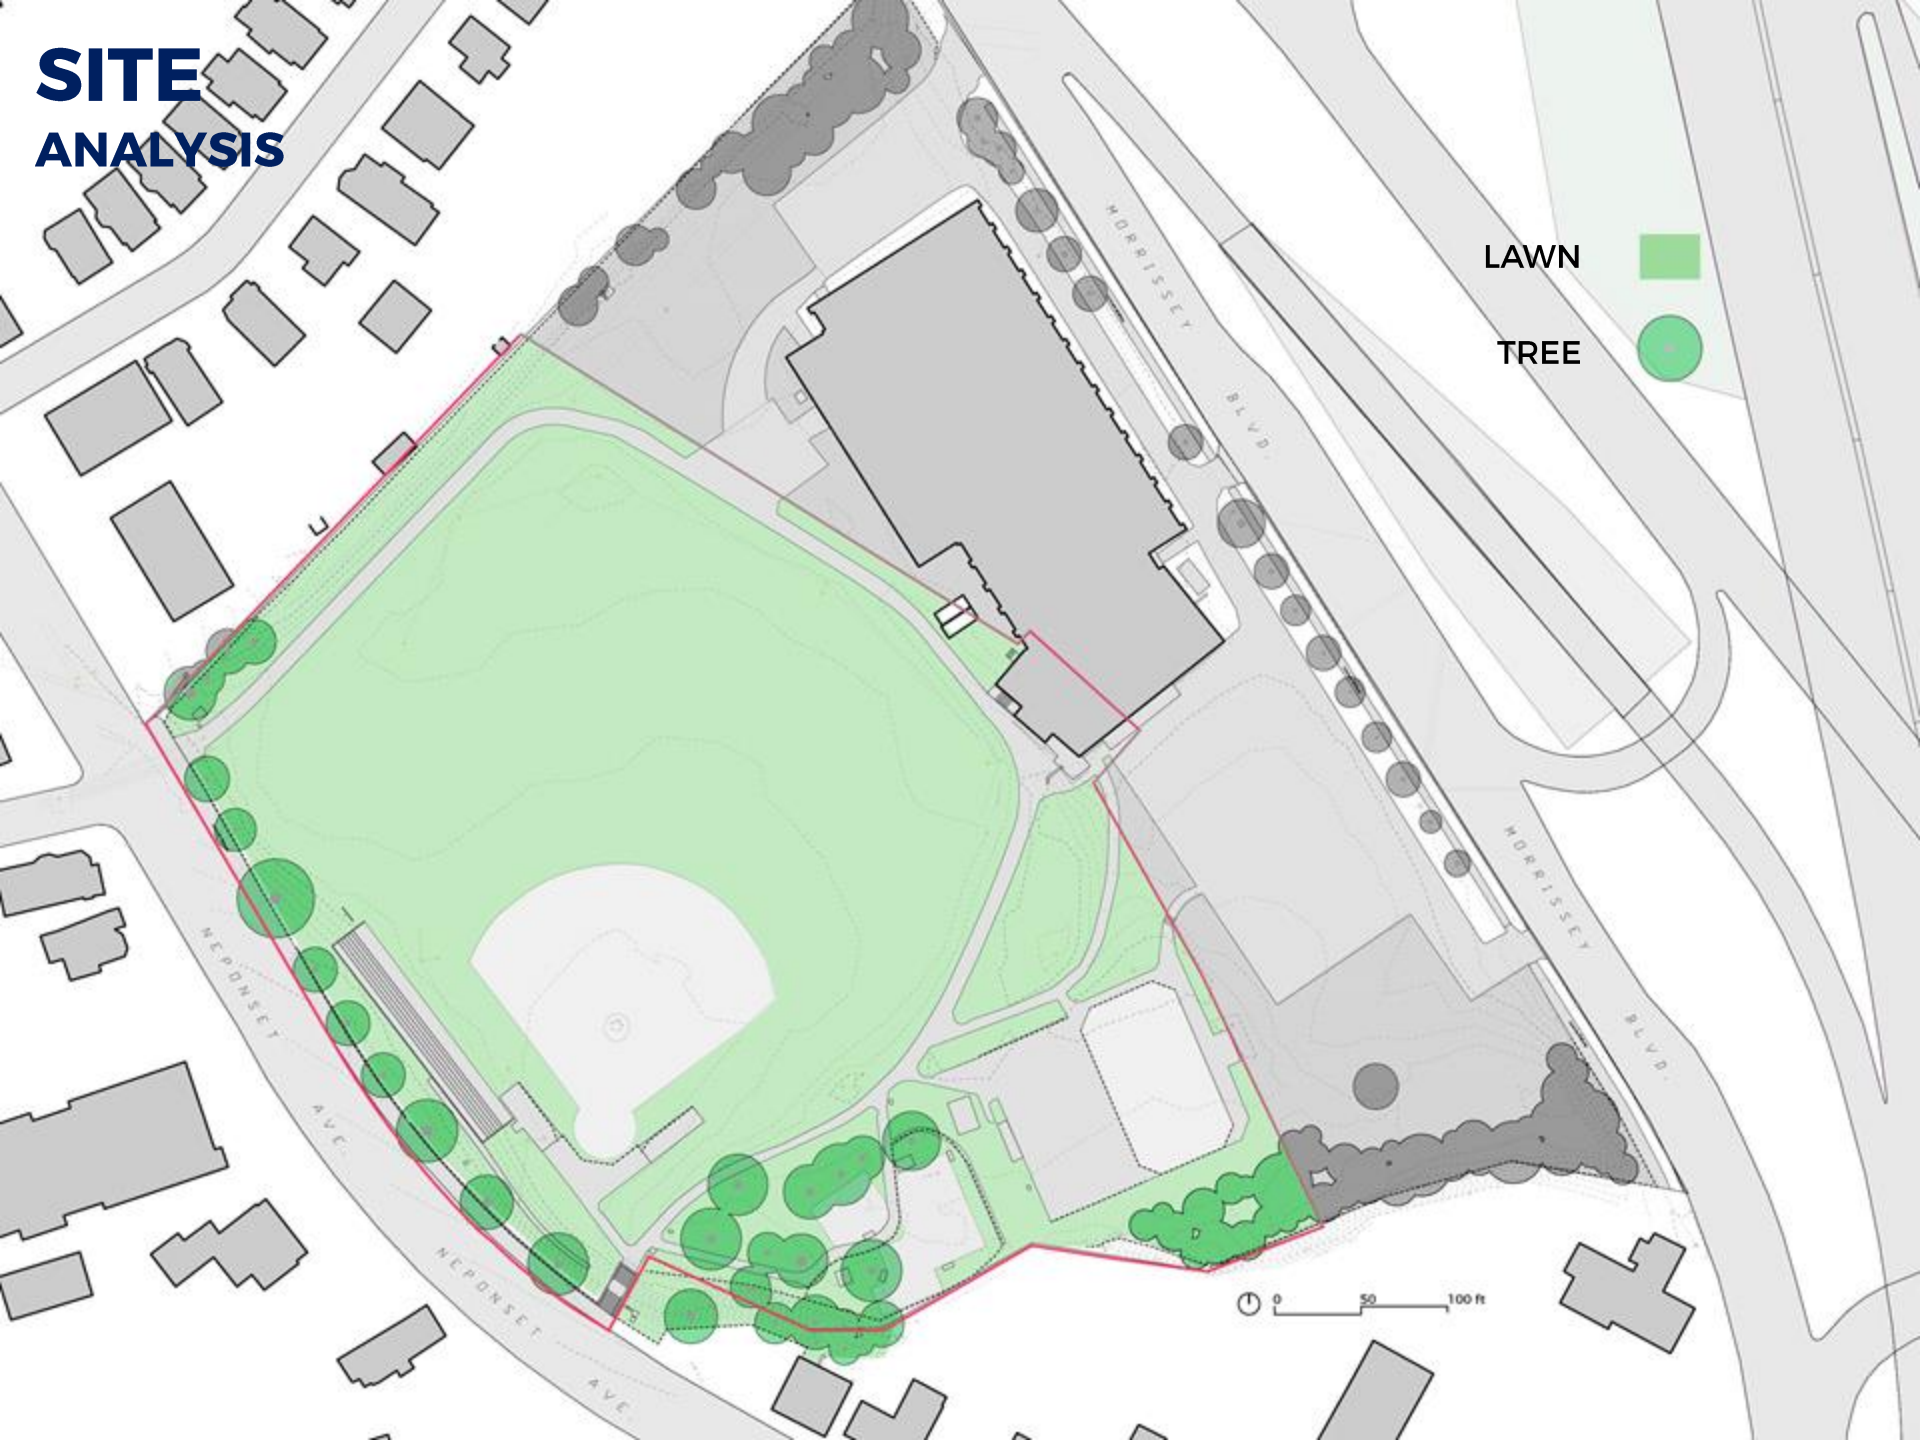 SITE
ANALYSIS
MORRISSEY
BLVD.
LAWN
TREE
NEPONSET
AVE.
MORRISSEY
BLVD.
NEPONSET
AVE.
0 50 100 ft